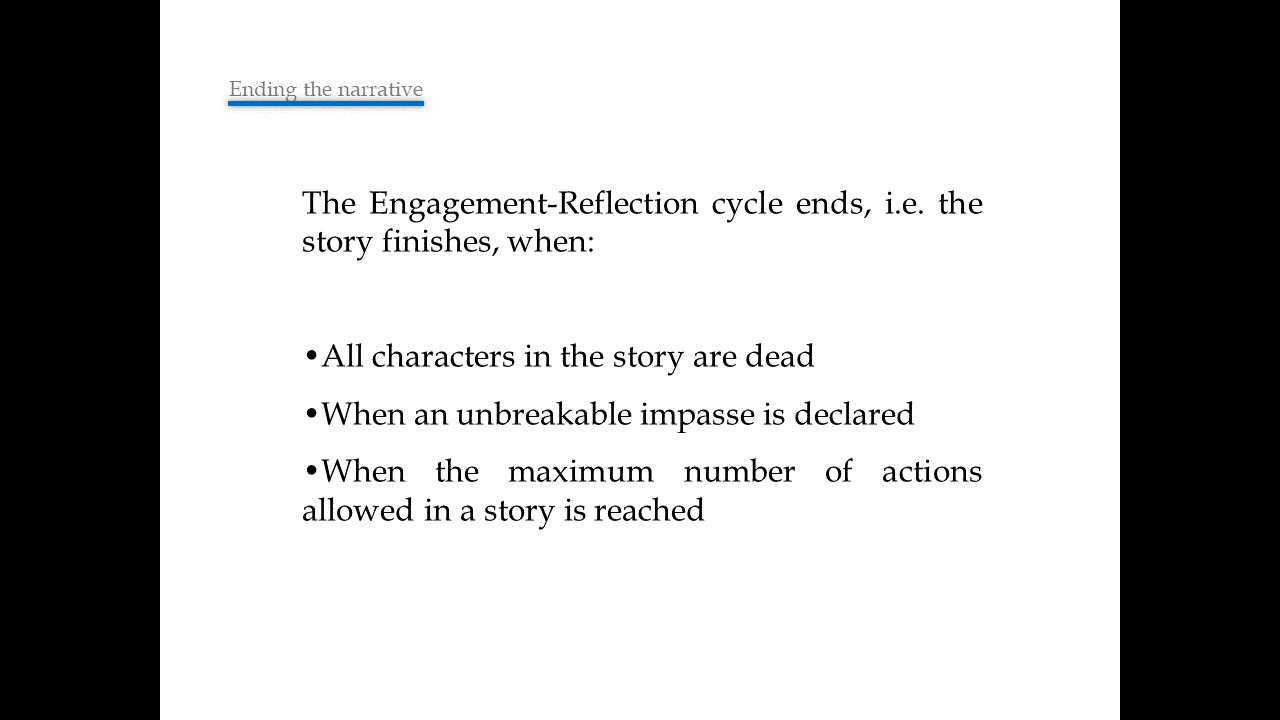 Ending the narrative
The Engagement-Reflection cycle ends, i.e. the
story finishes, when:
•All characters in the story are dead
•When an unbreakable impasse is declared
•When the maximum number of actions
allowed in a story is reached